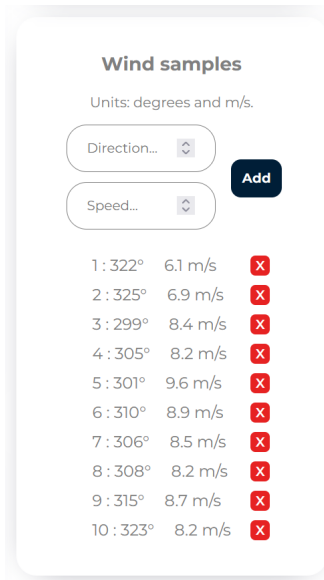 Wind samples
Units: degrees and m/s.
Direction...
Add
Speed...
1 : 322° 6.1 m/s X
2 : 325° 6.9 m/s X
3 : 299° 8.4 m/s X
4 : 305° 8.2 m/s X
5 : 301° 9.6 m/s X
6 : 310° 8.9 m/s X
7 : 306° 8.5 m/s X
8 : 308° 8.2 m/s X
9 : 315° 8.7 m/s X
10 : 323° 8.2 m/s X